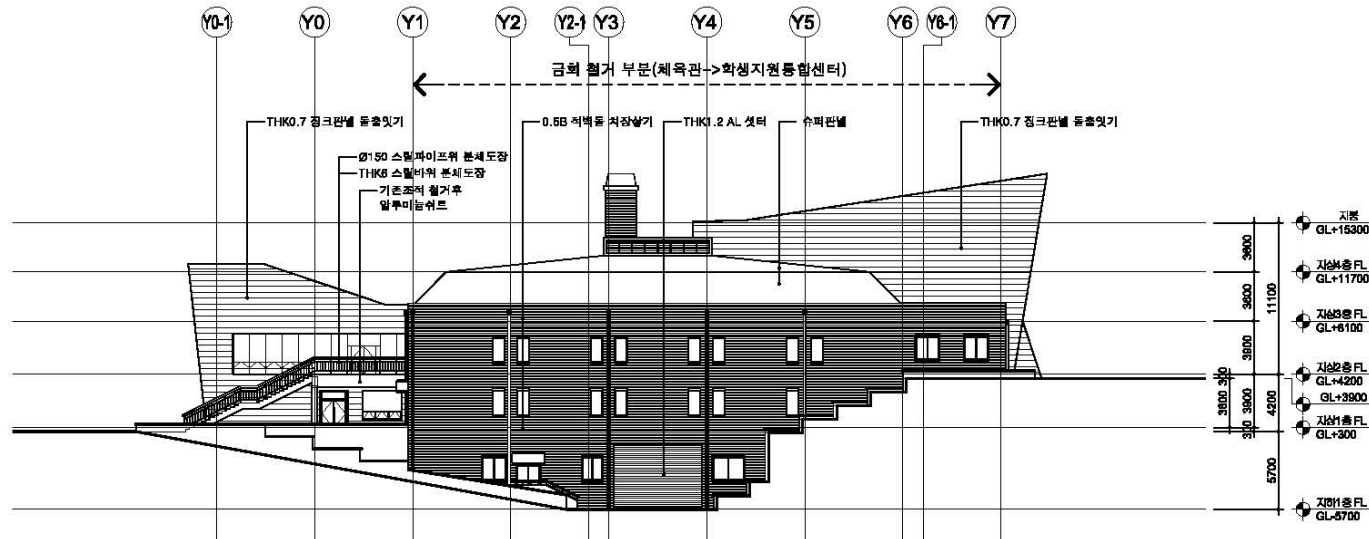 Y0-1 Y0 Y1 Y2 Y2-1 Y3 Y4 Y5 Y6 Y6-1 Y7
금회 철거 부분(체육관->학생지원통합센터)
THK0.7 징크판넬 돌출잇기
0.5B 적벽돌 치장쌓기
THK1.2 AL 셧터
슈퍼판넬
THK0.7 징크판넬 돌출잇기
Ø150 스틸파이프위 분체도장
THK6 스틸바위 분체도장
기존조적 철거후
알루미늄쉬트
지붕
GL+15300
지상4층 FL
GL+11700
지상3층 FL
GL+8100
지상2층 FL
GL+4200
GL+3900
지상1층 FL
GL+300
지하1층 FL
GL-5700
3600
3600
11100
3900
300
3600
3900
4200
300
5700